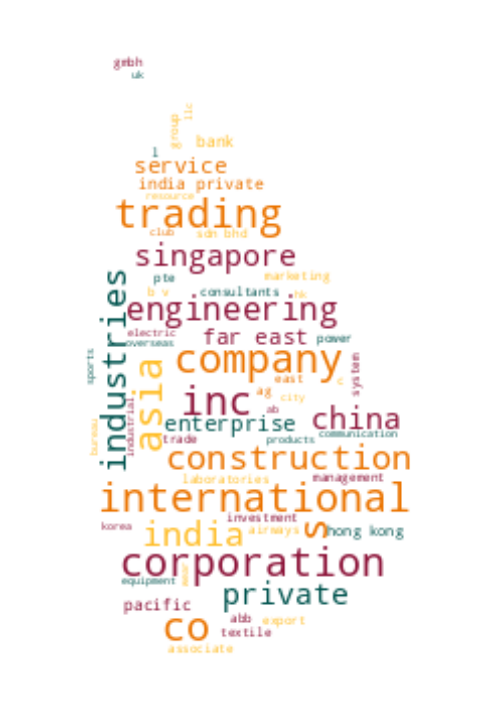 gmbh
uk
llc
group
bank
l
service
india private
resource
trading
club
sdn bhd
singapore
pte
marketing
b v
consultants
hk
industries
engineering
electric
far east
power
overseas
company
sports
asia
system
east
c
inc
ag
city
ab
industrial
enterprise
china
bureau
trade
products
communication
construction
laboratories
management
international
korea
investment
india
airways
s
hong kong
corporation
equipment
private
pacific
co
abb
export
textile
associate